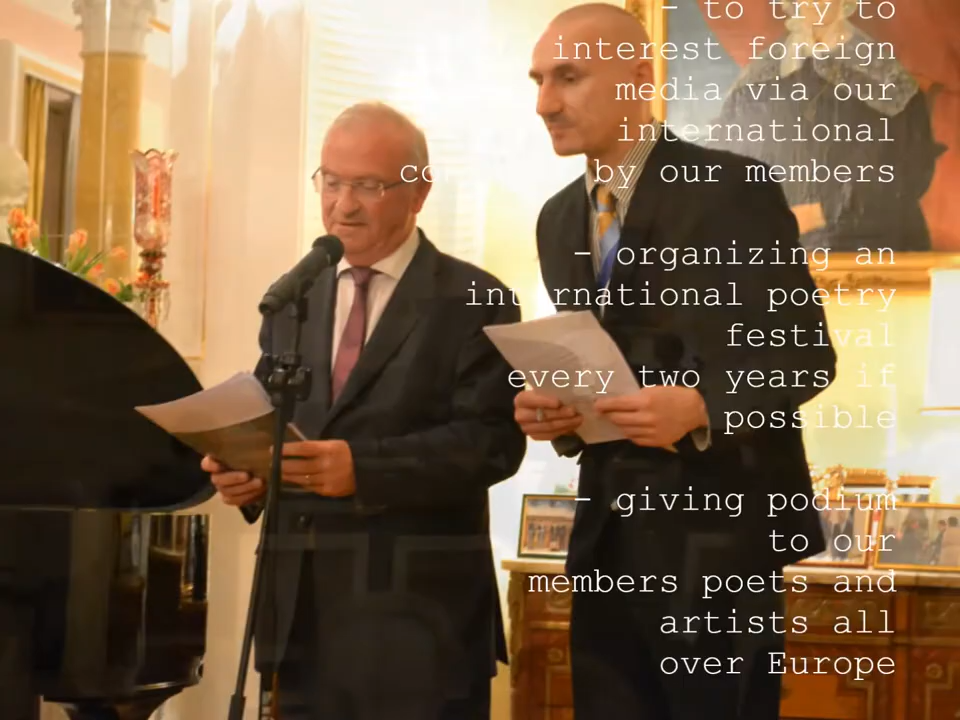 - to try to
interest foreign
media via our
international
by our members
- organizing an
international poetry
festival
every two years if
possible
- giving podium
to our
members poets and
artists all
over Europe